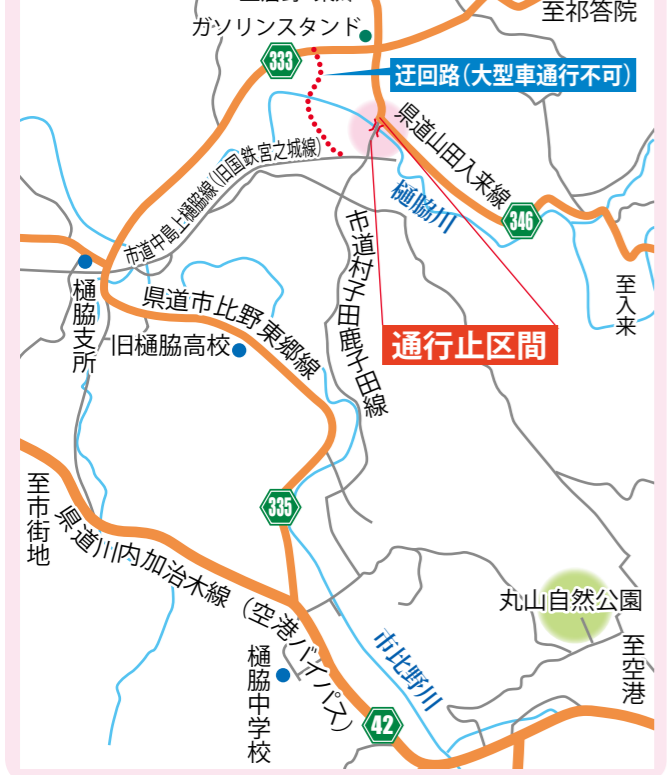 至祁答院
ガソリンスタンド
333
迂回路(大型車通行不可)
県道山田入来線
市道中島上樋脇線(旧国鉄宮之城線)
樋脇川
346
市道村子田鹿子田線
至入来
樋脇支所
県道市比野東郷線
旧樋脇高校
通行止区間
335
至市街地
県道川内加治木線(空港バイパス)
丸山自然公園
至空港
市比野川
樋脇中学校
42